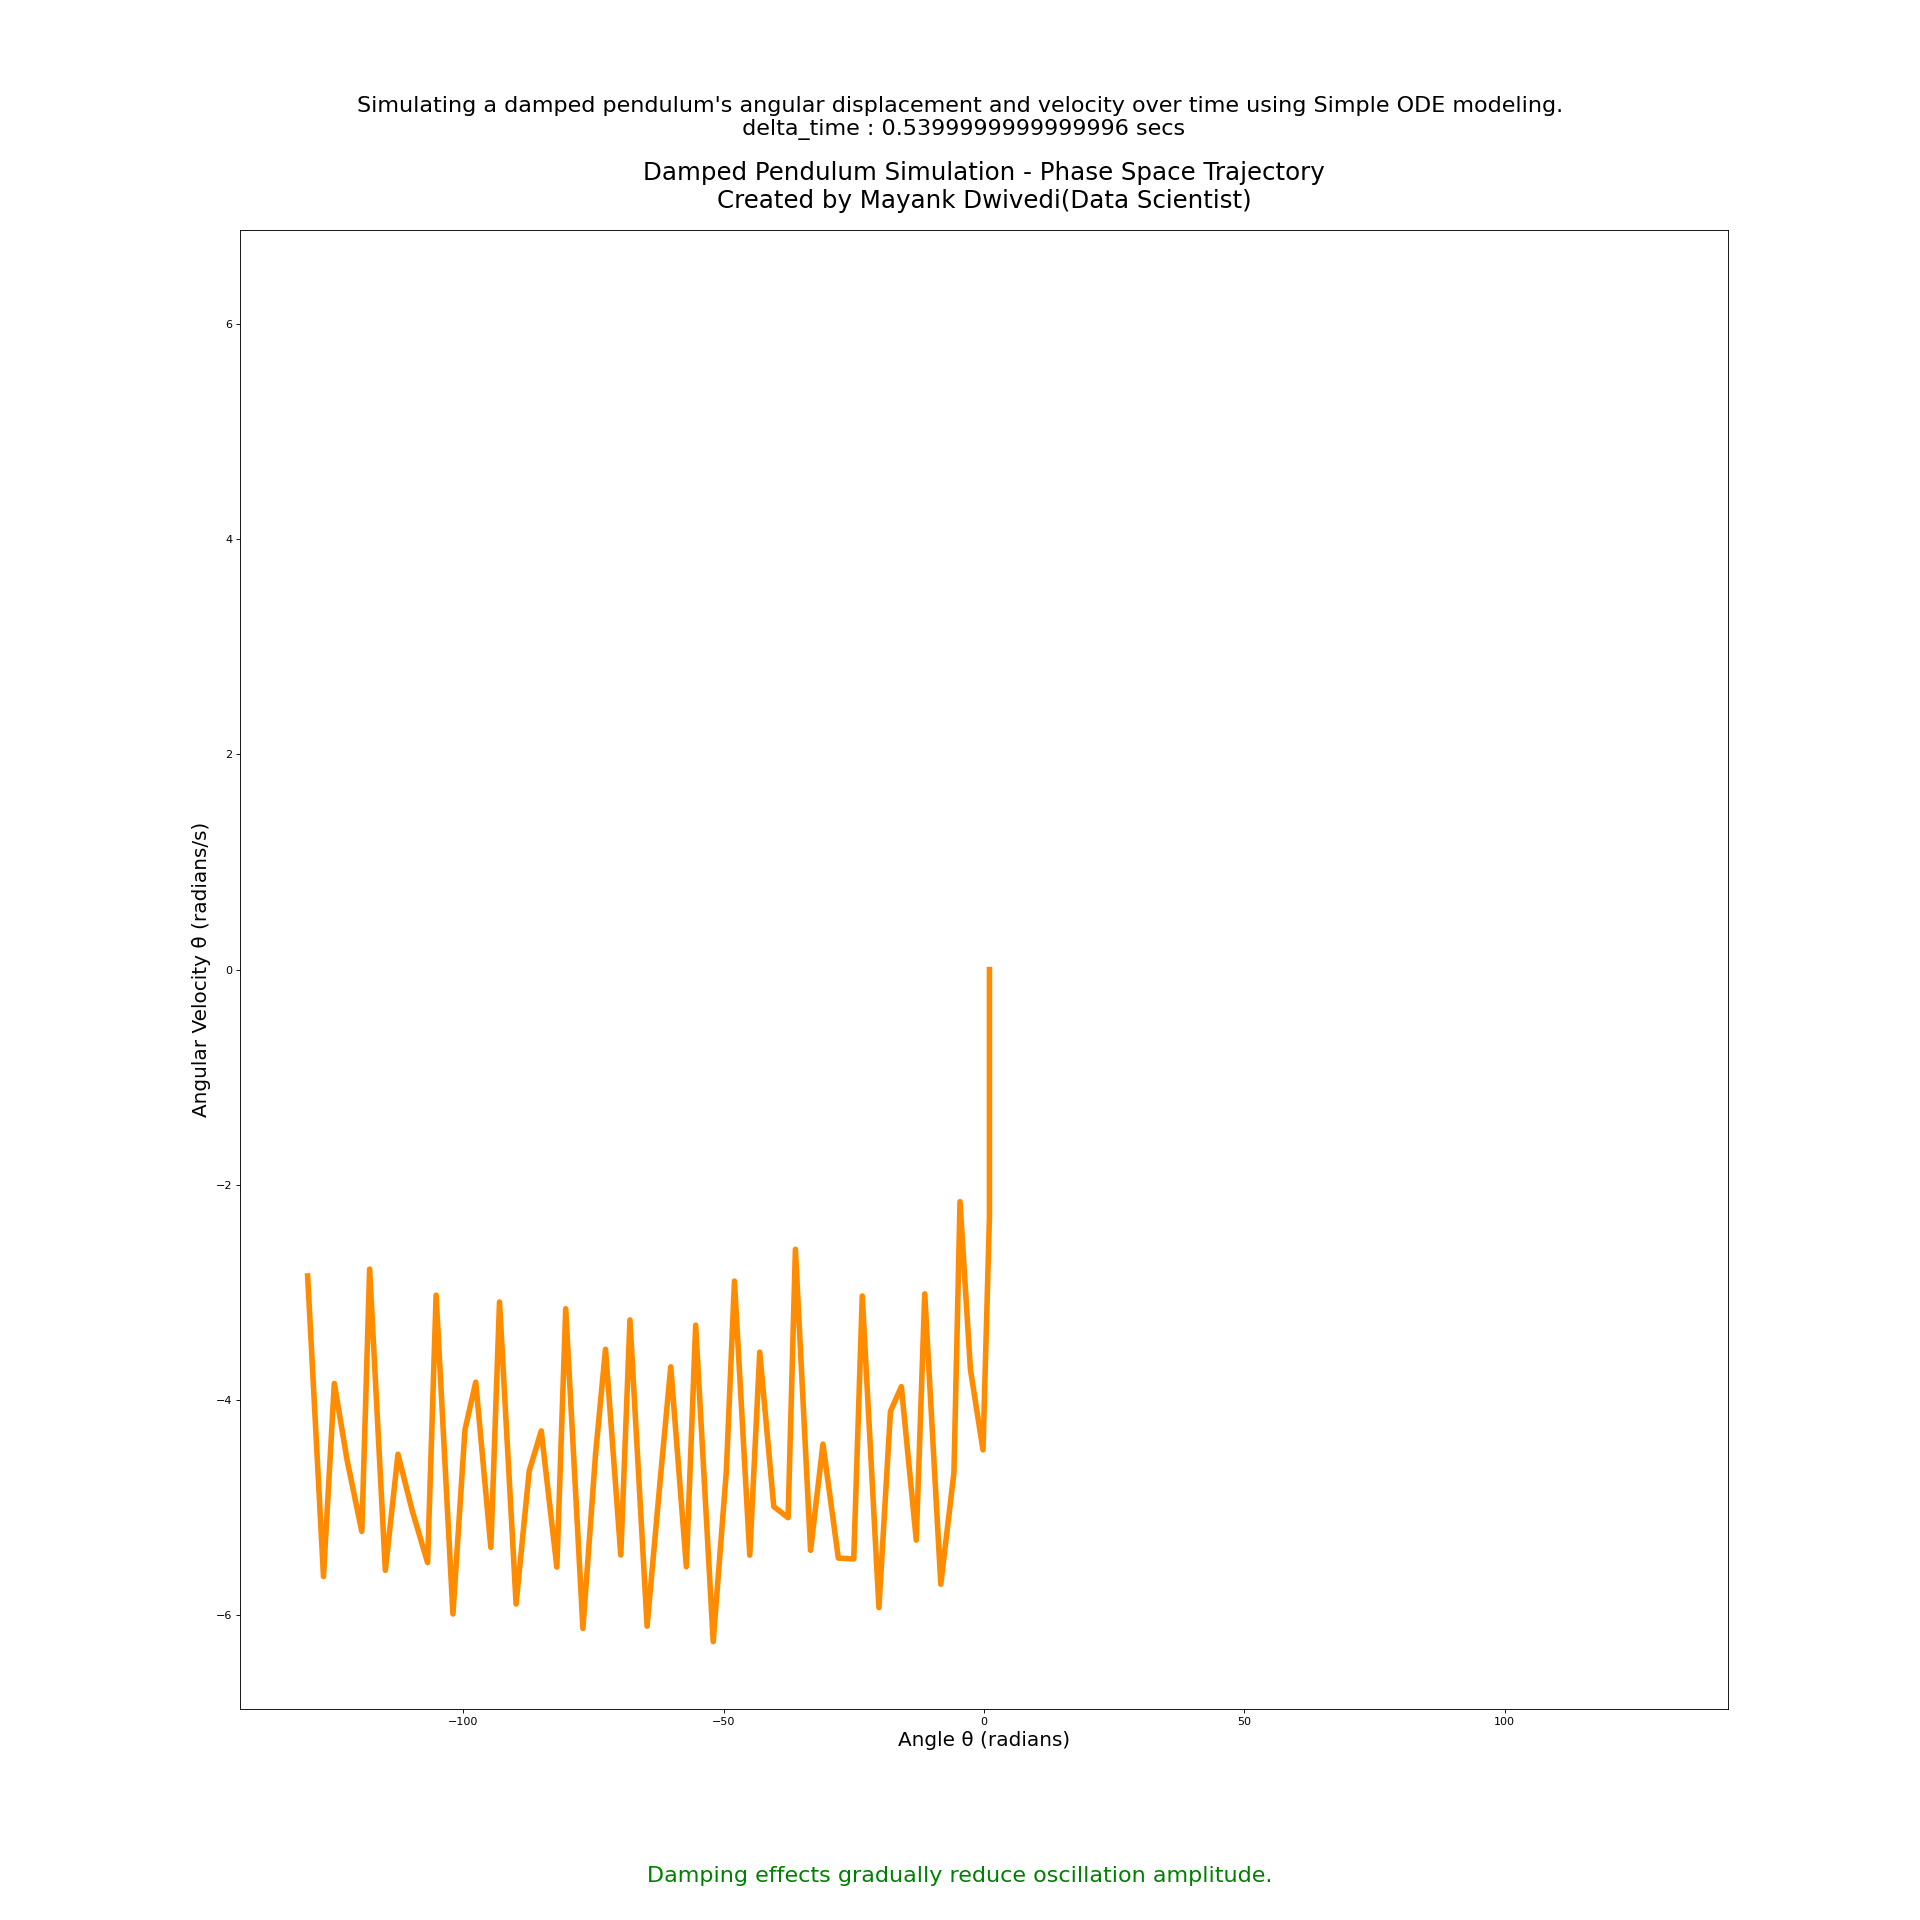 Simulating a damped pendulum's angular displacement and velocity over time using Simple ODE modeling.
delta_time : 0.5399999999999996 secs
Damped Pendulum Simulation - Phase Space Trajectory
Created by Mayank Dwivedi(Data Scientist)
6
4
2
0
−2
−4
−6
Angular Velocity θ̇ (radians/s)
−100
−50
0
50
100
Angle θ (radians)
Damping effects gradually reduce oscillation amplitude.